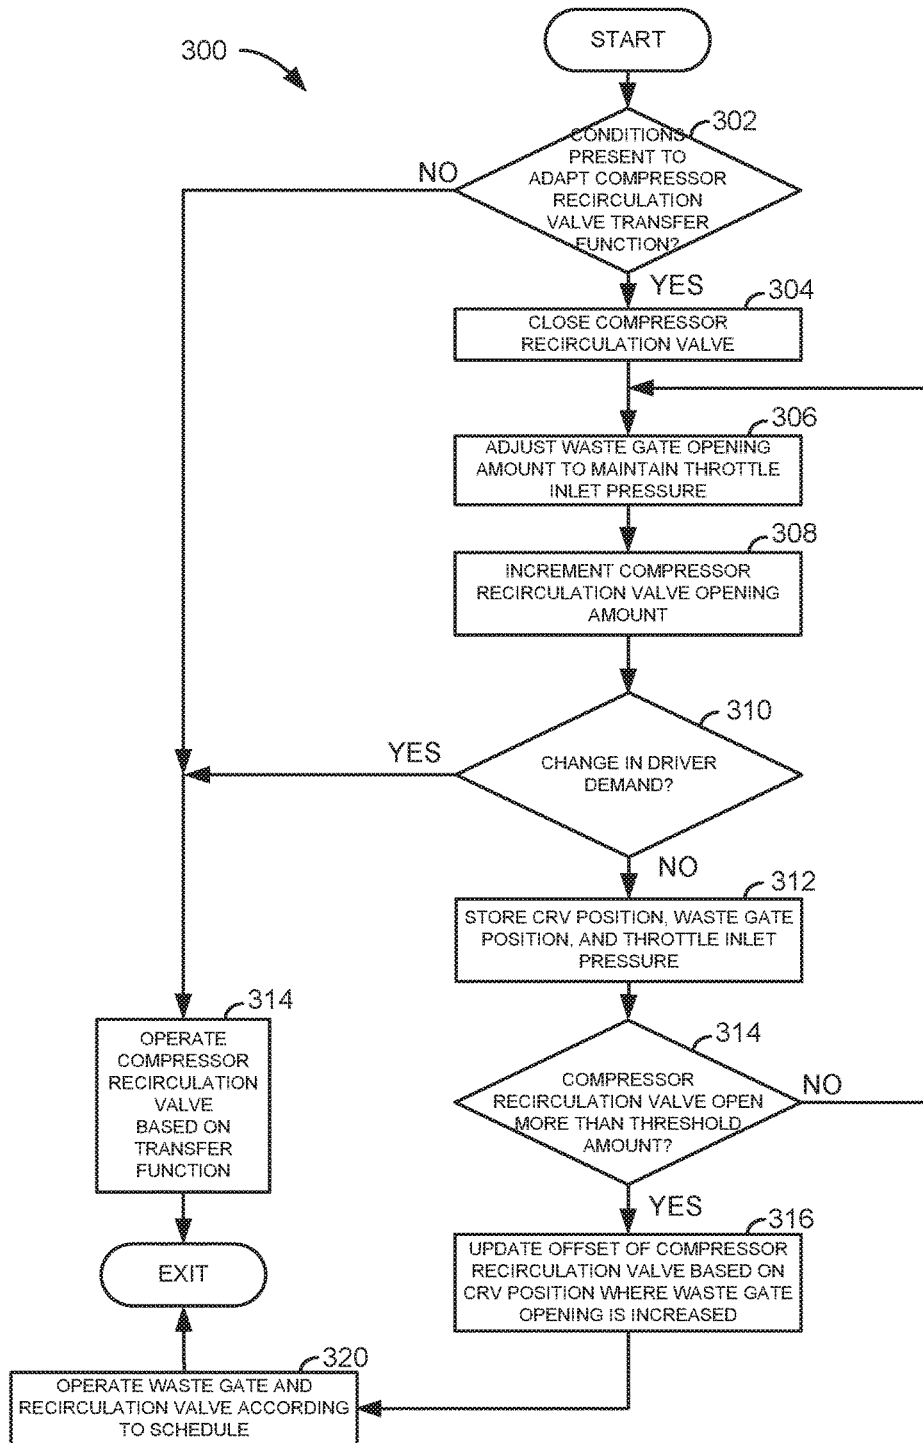 START
300
302
CONDITIONS
PRESENT TO
ADAPT COMPRESSOR
RECIRCULATION
VALVE TRANSFER
FUNCTION?
NO
YES
304
CLOSE COMPRESSOR
RECIRCULATION VALVE
306
ADJUST WASTE GATE OPENING
AMOUNT TO MAINTAIN THROTTLE
INLET PRESSURE
308
INCREMENT COMPRESSOR
RECIRCULATION VALVE OPENING
AMOUNT
310
CHANGE IN DRIVER
DEMAND?
YES
NO
312
STORE CRV POSITION, WASTE GATE
POSITION, AND THROTTLE INLET
PRESSURE
314
OPERATE
COMPRESSOR
RECIRCULATION
VALVE
BASED ON
TRANSFER
FUNCTION
314
COMPRESSOR
RECIRCULATION VALVE OPEN
MORE THAN THRESHOLD
AMOUNT?
NO
YES
316
UPDATE OFFSET OF COMPRESSOR
RECIRCULATION VALVE BASED ON
CRV POSITION WHERE WASTE GATE
OPENING IS INCREASED
EXIT
320
OPERATE WASTE GATE AND
RECIRCULATION VALVE ACCORDING
TO SCHEDULE